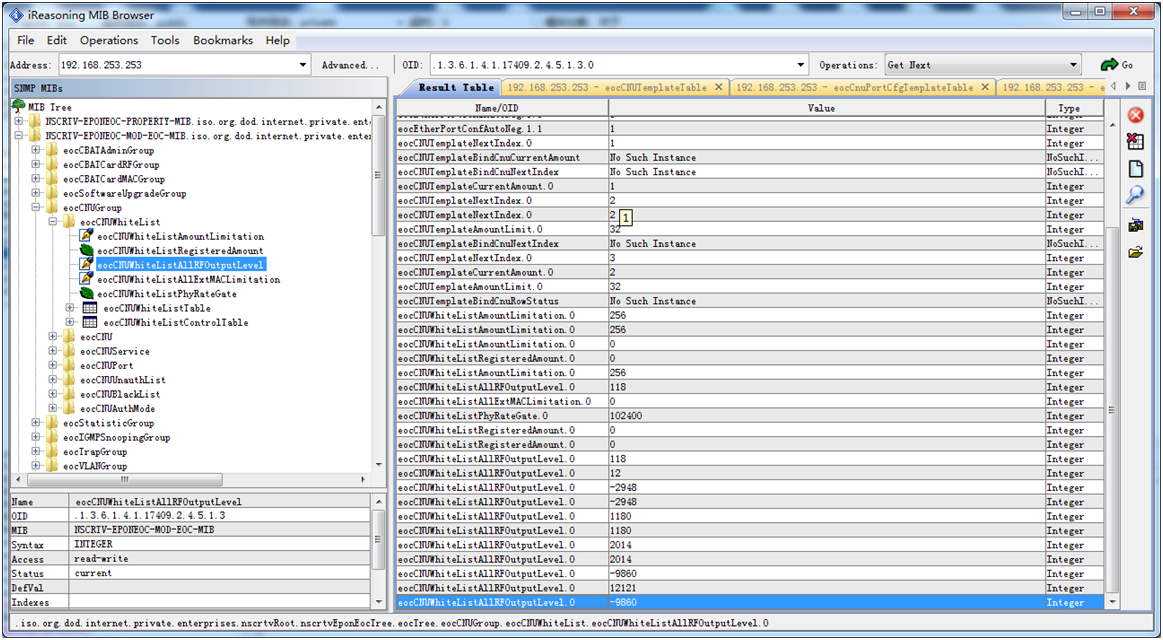 iReasoning MIB Browser
File Edit Operations Tools Bookmarks Help
Address: 192.168.253.253 Advanced... OID: .1.3.6.1.4.1.17409.2.4.5.1.3.0 Operations: Get Next Go
SNMP MIBs
MIB Tree
NSCRIV-EPONEOC-PROPERTY-MIB.iso.org.dod.internet.private.ent
NSCRIV-EPONEOC-MOD-EOC-MIB.iso.org.dod.internet.private.enter
eocCBATAdminGroup
eocCBATCardRFGroup
eocCBATCardMACGroup
eocSoftwareUpgradeGroup
eocCNUGroup
eocCNUWhiteList
eocCNUWhiteListAmountLimitation
eocCNUWhiteListRegisteredAmount
eocCNUWhiteListAllRFOutputLevel
eocCNUWhiteListAllExtMACLimitation
eocCNUWhiteListPhyRateGate
eocCNUWhiteListTable
eocCNUWhiteListControlTable
eocCNU
eocCNUService
eocCNUPort
eocCNUUnauthList
eocCNUBlackList
eocCNUAuthMode
eocStatisticGroup
eocIGMPSnoopingGroup
eocTrapGroup
eocVLANGroup
Name eocCNUWhiteListAllRFOutputLevel
OID .1.3.6.1.4.1.17409.2.4.5.1.3
MIB NSCRIV-EPONEOC-MOD-EOC-MIB
Syntax INTEGER
Access read-write
Status current
DefVal
Indexes
Result Table 192.168.253.253 - eocCNUTemplateTable 192.168.253.253 - eocCnuPortCfgTemplateTable 192.168.253.253 - e
Name/OID Value Type
eocEtherPortConfAutoNeg.1.1 1 Integer
eocCNUTemplateNextIndex.0 1 Integer
eocCNUTemplateBindCnuCurrentAmount No Such Instance NoSuchI...
eocCNUTemplateBindCnuNextIndex No Such Instance NoSuchI...
eocCNUTemplateCurrentAmount.0 1 Integer
eocCNUTemplateNextIndex.0 2 Integer
eocCNUTemplateNextIndex.0 2 1 Integer
eocCNUTemplateAmountLimit.0 32 Integer
eocCNUTemplateBindCnuNextIndex No Such Instance NoSuchI...
eocCNUTemplateNextIndex.0 3 Integer
eocCNUTemplateCurrentAmount.0 2 Integer
eocCNUTemplateAmountLimit.0 32 Integer
eocCNUTemplateBindCnuRowStatus No Such Instance NoSuchI...
eocCNUWhiteListAmountLimitation.0 256 Integer
eocCNUWhiteListAmountLimitation.0 256 Integer
eocCNUWhiteListAmountLimitation.0 0 Integer
eocCNUWhiteListRegisteredAmount.0 0 Integer
eocCNUWhiteListAmountLimitation.0 256 Integer
eocCNUWhiteListAllRFOutputLevel.0 118 Integer
eocCNUWhiteListAllExtMACLimitation.0 0 Integer
eocCNUWhiteListPhyRateGate.0 102400 Integer
eocCNUWhiteListRegisteredAmount.0 0 Integer
eocCNUWhiteListRegisteredAmount.0 0 Integer
eocCNUWhiteListAllRFOutputLevel.0 118 Integer
eocCNUWhiteListAllRFOutputLevel.0 12 Integer
eocCNUWhiteListAllRFOutputLevel.0 -2948 Integer
eocCNUWhiteListAllRFOutputLevel.0 -2948 Integer
eocCNUWhiteListAllRFOutputLevel.0 1180 Integer
eocCNUWhiteListAllRFOutputLevel.0 1180 Integer
eocCNUWhiteListAllRFOutputLevel.0 2014 Integer
eocCNUWhiteListAllRFOutputLevel.0 2014 Integer
eocCNUWhiteListAllRFOutputLevel.0 -9860 Integer
eocCNUWhiteListAllRFOutputLevel.0 12121 Integer
eocCNUWhiteListAllRFOutputLevel.0 -9860 Integer
.iso.org.dod.internet.private.enterprises.nscrtvRoot.nscrtvEponEocTree.eocTree.eocCNUGroup.eocCNUWhiteList.eocCNUWhiteListAllRFOutputLevel.0